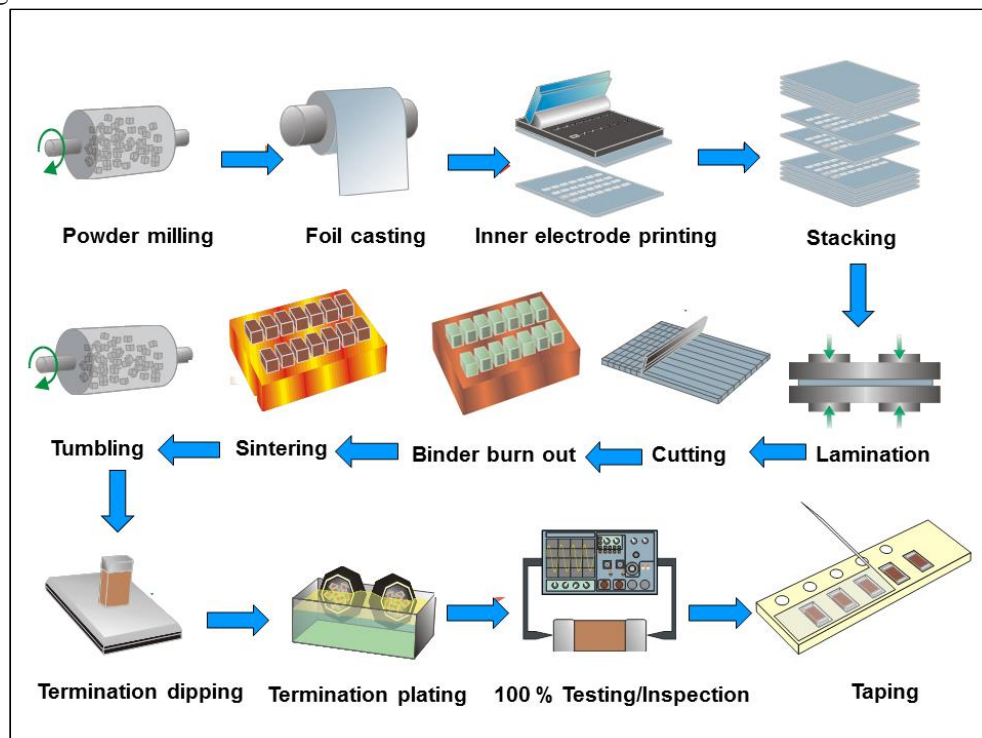 Powder milling
Foil casting
Inner electrode printing
Stacking
Tumbling
Sintering
Binder burn out
Cutting
Lamination
Termination dipping
Termination plating
100 % Testing/Inspection
Taping